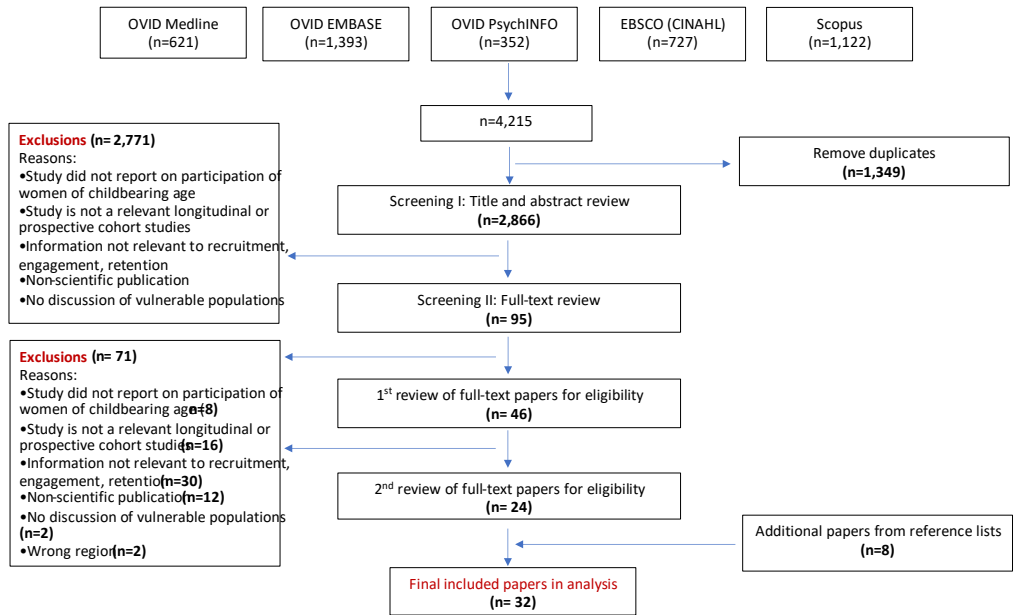 OVID Medline
(n=621)
OVID EMBASE
(n=1,393)
OVID PsychINFO
(n=352)
EBSCO (CINAHL)
(n=727)
Scopus
(n=1,122)
n=4,215
Remove duplicates
(n=1,349)
Screening I: Title and abstract review
(n=2,866)
Exclusions (n= 2,771)
Reasons:
•Study did not report on participation of
women of childbearing age
•Study is not a relevant longitudinal or
prospective cohort studies
•Information not relevant to recruitment,
engagement, retention
•Non-scientific publication
•No discussion of vulnerable populations
Screening II: Full-text review
(n= 95)
Exclusions (n= 71)
Reasons:
•Study did not report on participation of
women of childbearing age (n=8)
•Study is not a relevant longitudinal or
prospective cohort studies (n=16)
•Information not relevant to recruitment,
engagement, retention (n=30)
•Non-scientific publication (n=12)
•No discussion of vulnerable populations
(n=2)
•Wrong region (n=2)
1st review of full-text papers for eligibility
(n= 46)
2nd review of full-text papers for eligibility
(n= 24)
Additional papers from reference lists
(n=8)
Final included papers in analysis
(n= 32)